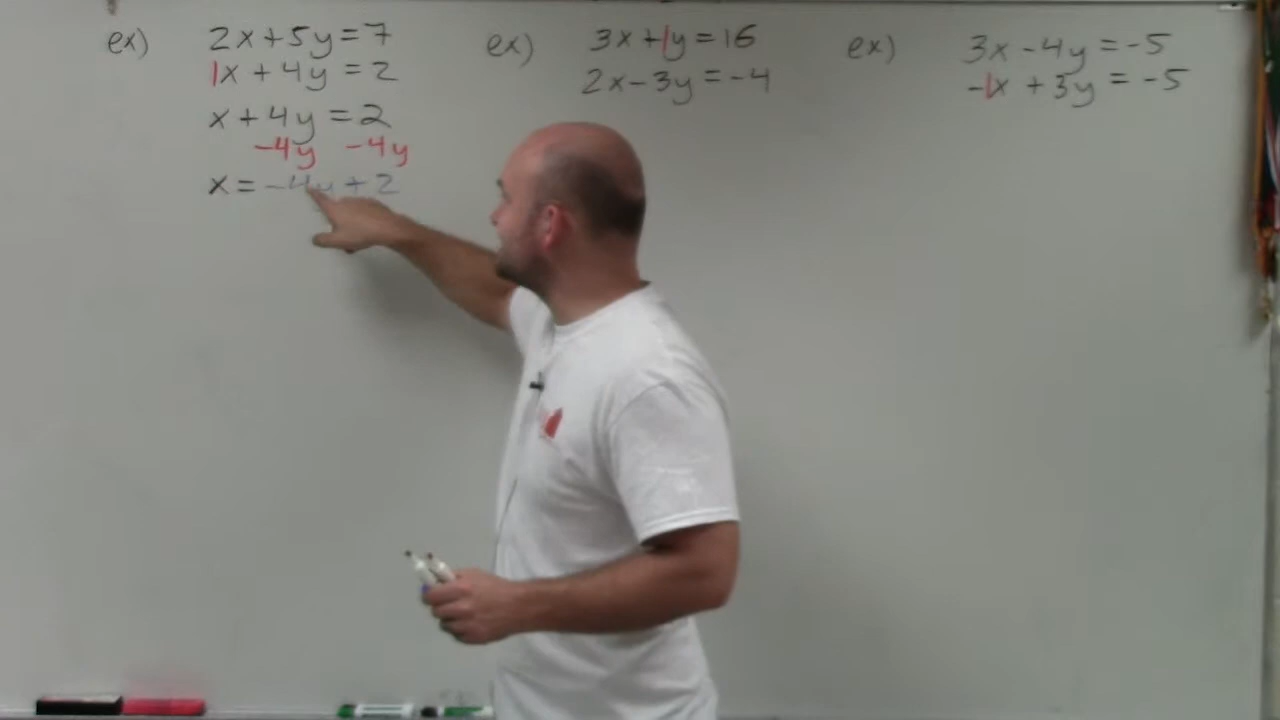 ex) 2x+5y=7
1x+4y=2
x+4y=2
-4y -4y
x=-4y+2
ex) 3x+1y=16
2x-3y=-4
ex) 3x-4y=-5
-1x+3y=-5